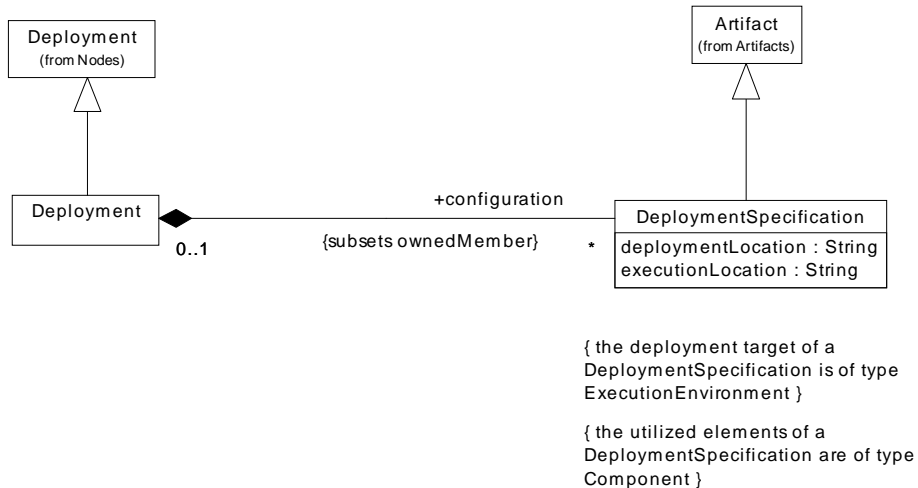 Deployment
(from Nodes)
Artifact
(from Artifacts)
Deployment
0..1
+configuration
{subsets ownedMember}
*
DeploymentSpecification
deploymentLocation : String
executionLocation : String
{ the deployment target of a
DeploymentSpecification is of type
ExecutionEnvironment }
{ the utilized elements of a
DeploymentSpecification are of type
Component }